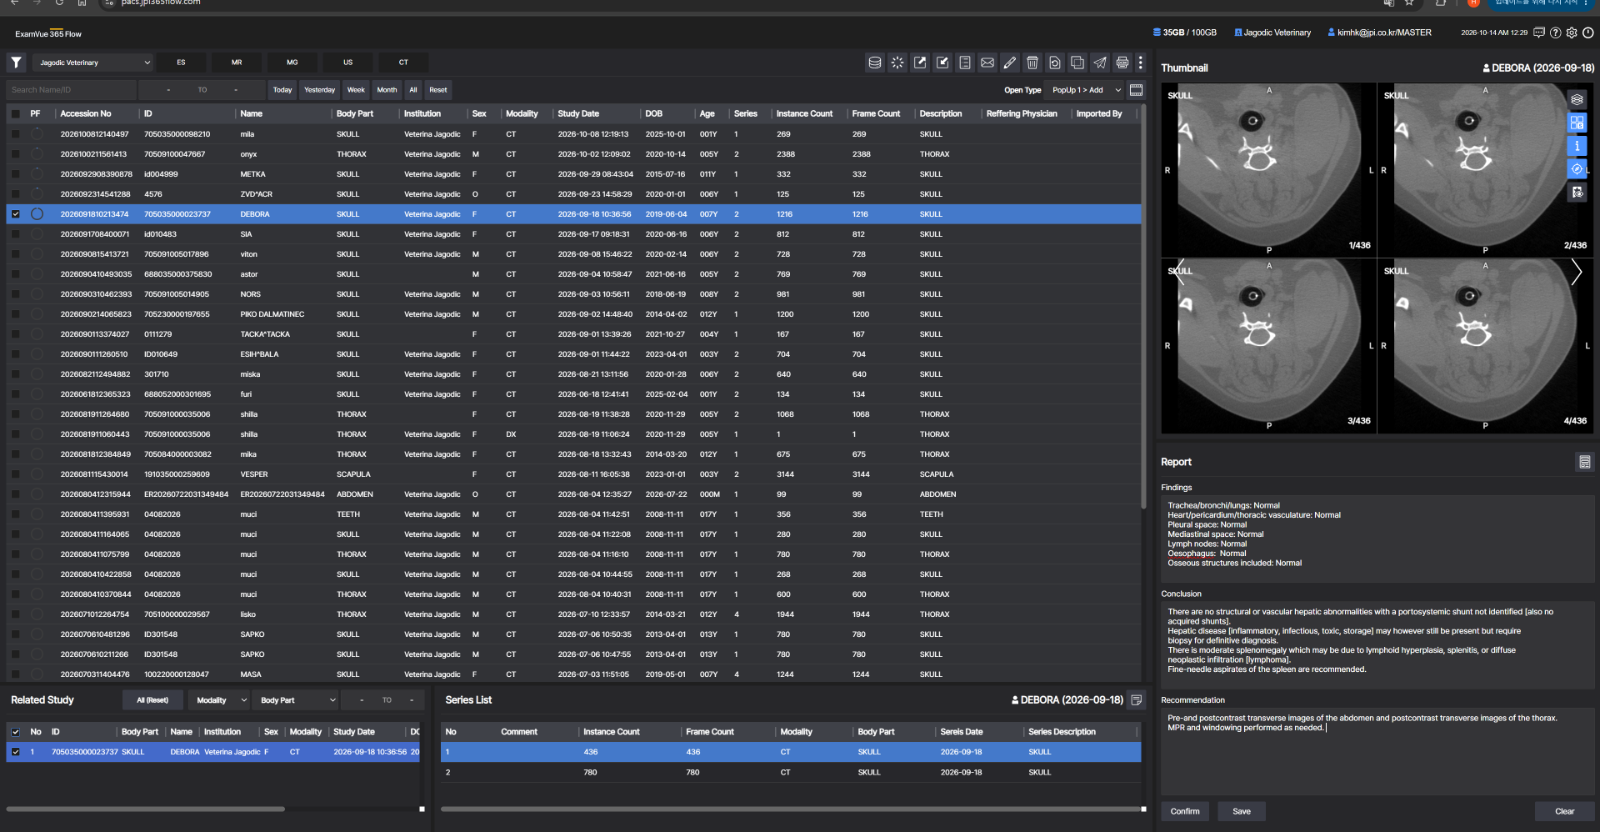 pacs.jpi365flow.com
ExamVue 365 Flow
35GB / 100GB Jagodic Veterinary kimhk@jpi.co.kr/MASTER 2026-10-14 AM 12:29
Jagodic Veterinary ES MR MG US CT
Search Name/ID - TO - Today Yesterday Week Month All Reset Open Type PopUp 1 > Add
PF Accession No ID Name Body Part Institution Sex Modality Study Date DOB Age Series Instance Count Frame Count Description Reffering Physician Imported By
2026100812140497 705035000098210 mila SKULL Veterina Jagodic F CT 2026-10-08 12:19:13 2025-10-01 001Y 1 269 269 SKULL
2026100211561413 70509100047667 onyx THORAX Veterina Jagodic M CT 2026-10-02 12:09:02 2020-10-14 005Y 2 2388 2388 THORAX
2026092908390878 id004999 METKA SKULL Veterina Jagodic F CT 2026-09-29 08:43:04 2015-07-16 011Y 1 332 332 SKULL
2026092314541288 4576 ZVD^ACR SKULL Veterina Jagodic O CT 2026-09-23 14:58:29 2020-01-01 006Y 1 125 125 SKULL
2026091810213474 705035000023737 DEBORA SKULL Veterina Jagodic F CT 2026-09-18 10:36:56 2019-06-04 007Y 2 1216 1216 SKULL
2026091708400071 id010483 SIA SKULL Veterina Jagodic F CT 2026-09-17 09:18:31 2020-06-16 006Y 2 812 812 SKULL
2026090815413721 705091005017896 viton SKULL Veterina Jagodic M CT 2026-09-08 15:46:22 2020-02-14 006Y 2 728 728 SKULL
2026090410493035 688035000375830 astor SKULL M CT 2026-09-04 10:58:47 2021-06-16 005Y 2 769 769 SKULL
2026090310462393 705091005014905 NORS SKULL Veterina Jagodic M CT 2026-09-03 10:56:11 2018-06-19 008Y 2 981 981 SKULL
2026090214065823 705230000197655 PIKO DALMATINEC SKULL Veterina Jagodic M CT 2026-09-02 14:48:40 2014-04-02 012Y 1 1200 1200 SKULL
2026090113374027 0111279 TACKA^TACKA SKULL F CT 2026-09-01 13:39:26 2021-10-27 004Y 1 167 167 SKULL
2026090111260510 ID010649 ESIH^BALA SKULL Veterina Jagodic F CT 2026-09-01 11:44:22 2023-04-01 003Y 2 704 704 SKULL
2026082112494882 301710 miska SKULL Veterina Jagodic F CT 2026-08-21 13:11:56 2020-01-28 006Y 2 640 640 SKULL
2026061812365323 688052000301695 furi SKULL Veterina Jagodic F CT 2026-06-18 12:41:41 2025-02-04 001Y 2 134 134 SKULL
2026081911264680 705091000035006 shilla THORAX Veterina Jagodic F CT 2026-08-19 11:38:28 2020-11-29 005Y 2 1068 1068 THORAX
2026081911060443 705091000035006 shilla THORAX Veterina Jagodic F DX 2026-08-19 11:06:24 2020-11-29 005Y 1 1 1 THORAX
2026081812384849 705084000003082 mika THORAX Veterina Jagodic F CT 2026-08-18 13:32:43 2014-03-20 012Y 1 675 675 THORAX
2026081115430014 191035000259609 VESPER SCAPULA F CT 2026-08-11 16:05:38 2023-01-01 003Y 2 3144 3144 SCAPULA
2026080412315944 ER20260722031349484 ER20260722031349484 ABDOMEN Veterina Jagodic O CT 2026-08-04 12:35:27 2026-07-22 000M 1 99 99 ABDOMEN
2026080411395931 04082026 muci TEETH Veterina Jagodic M CT 2026-08-04 11:42:51 2008-11-11 017Y 1 356 356 TEETH
2026080411164065 04082026 muci SKULL Veterina Jagodic M CT 2026-08-04 11:22:08 2008-11-11 017Y 1 280 280 SKULL
2026080411075799 04082026 muci THORAX Veterina Jagodic M CT 2026-08-04 11:16:10 2008-11-11 017Y 1 780 780 THORAX
2026080410422858 04082026 muci SKULL Veterina Jagodic M CT 2026-08-04 10:44:55 2008-11-11 017Y 1 268 268 SKULL
2026080410370844 04082026 muci THORAX Veterina Jagodic M CT 2026-08-04 10:40:31 2008-11-11 017Y 1 600 600 THORAX
2026071012264754 705100000029567 lisko THORAX Veterina Jagodic M CT 2026-07-10 12:33:57 2014-03-21 012Y 4 1944 1944 THORAX
2026070610481296 ID301548 SAPKO SKULL Veterina Jagodic M CT 2026-07-06 10:50:35 2013-04-01 013Y 1 780 780 SKULL
2026070610211266 ID301548 SAPKO SKULL Veterina Jagodic M CT 2026-07-06 10:47:55 2013-04-01 013Y 1 780 780 SKULL
2026070311404476 100220000128047 MASA SKULL Veterina Jagodic F CT 2026-07-03 11:51:05 2019-05-01 007Y 4 1244 1244 SKULL
Related Study All (Reset) Modality Body Part - TO -
No ID Body Part Name Institution Sex Modality Study Date DO
1 705035000023737 SKULL DEBORA Veterina Jagodic F CT 2026-09-18 10:36:56 20
Series List DEBORA (2026-09-18)
No Comment Instance Count Frame Count Modality Body Part Sereis Date Series Description
1 436 436 CT SKULL 2026-09-18 SKULL
2 780 780 CT SKULL 2026-09-18 SKULL
Thumbnail DEBORA (2026-09-18)
SKULL A R L P 1/436
SKULL A R L P 2/436
SKULL A R L P 3/436
SKULL A R L P 4/436
Report
Findings
Trachea/bronchi/lungs: Normal
Heart/pericardium/thoracic vasculature: Normal
Pleural space: Normal
Mediastinal space: Normal
Lymph nodes: Normal
Oesophagus: Normal
Osseous structures included: Normal
Conclusion
There are no structural or vascular hepatic abnormalities with a portosystemic shunt not identified [also no
acquired shunts].
Hepatic disease [inflammatory, infectious, toxic, storage] may however still be present but require
biopsy for definitive diagnosis.
There is moderate splenomegaly which may be due to lymphoid hyperplasia, splenitis, or diffuse
neoplastic infiltration [lymphoma].
Fine-needle aspirates of the spleen are recommended.
Recommendation
Pre-and postcontrast transverse images of the abdomen and postcontrast transverse images of the thorax.
MPR and windowing performed as needed.
Confirm Save Clear